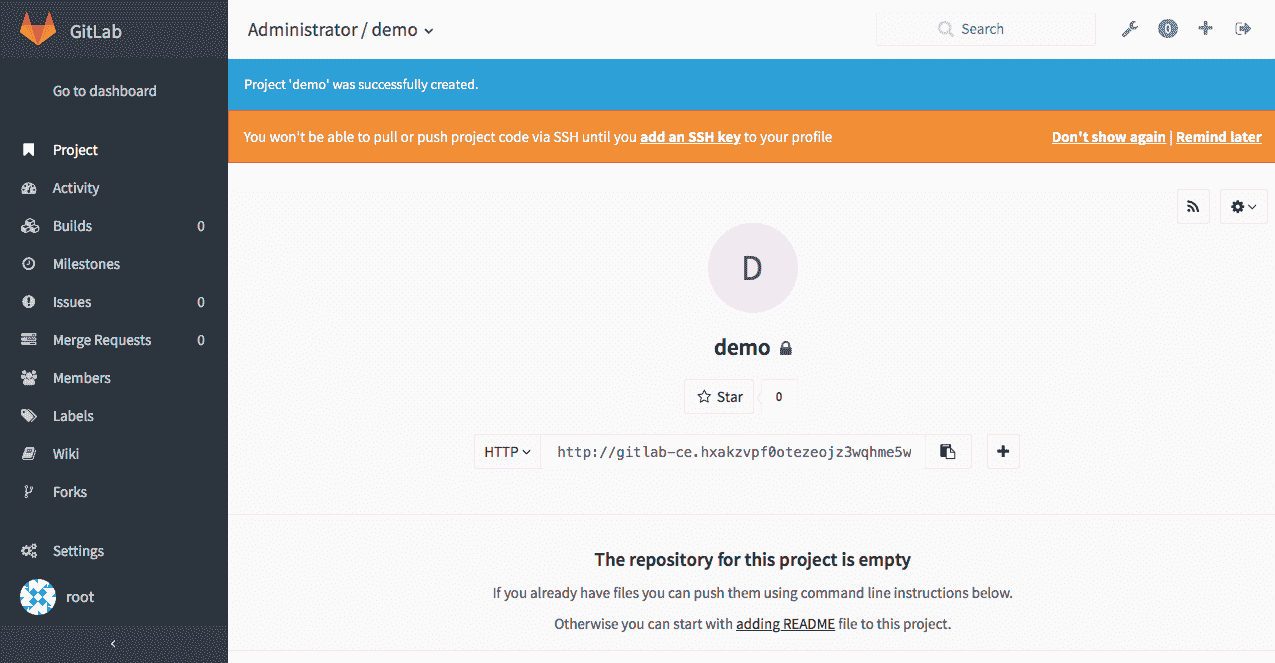 GitLab
Administrator / demo
Search
0
Go to dashboard
Project 'demo' was successfully created.
You won't be able to pull or push project code via SSH until you add an SSH key to your profile
Don't show again | Remind later
Project
Activity
Builds 0
Milestones
Issues 0
Merge Requests 0
Members
Labels
Wiki
Forks
Settings
root
D
demo
Star 0
HTTP http://gitlab-ce.hxakzvpf0otezeojz3wqhme5w
The repository for this project is empty
If you already have files you can push them using command line instructions below.
Otherwise you can start with adding README file to this project.